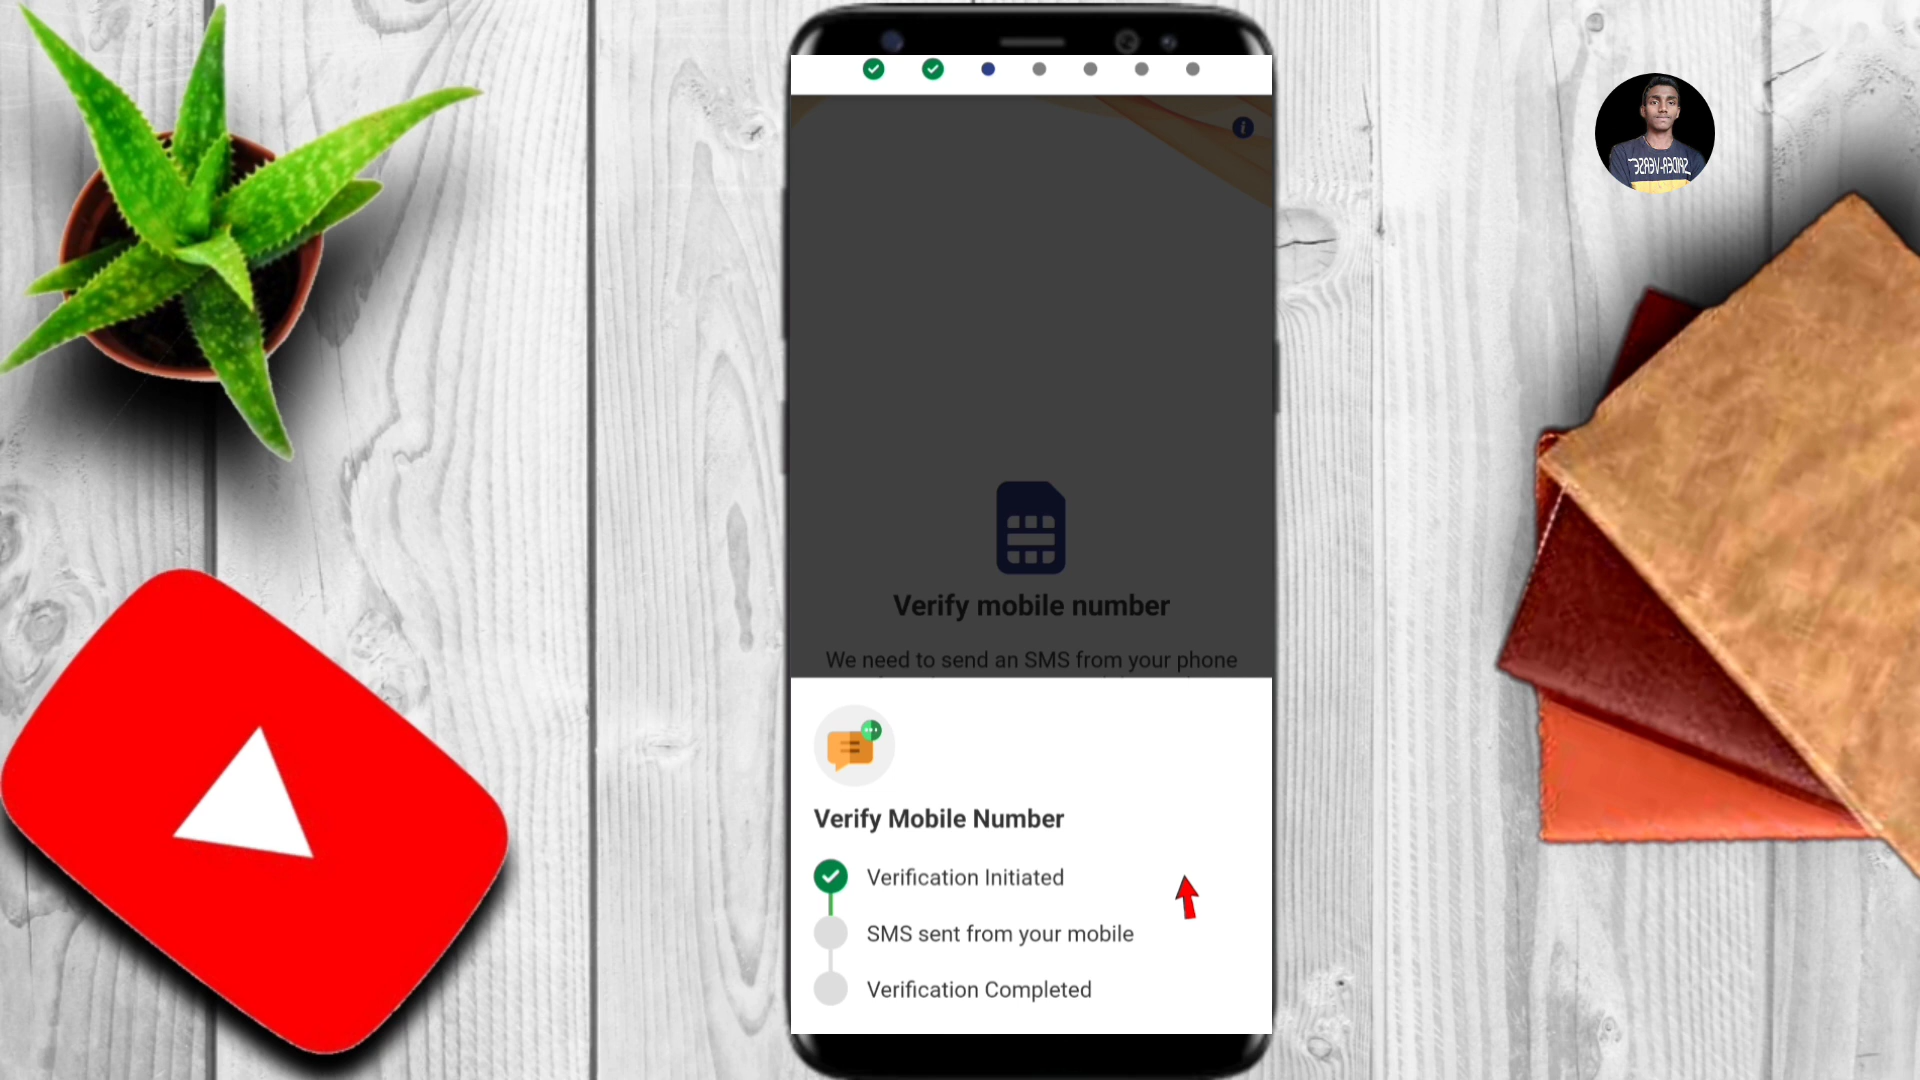 Verify mobile number
We need to send an SMS from your phone
Verify Mobile Number
Verification Initiated
SMS sent from your mobile
Verification Completed